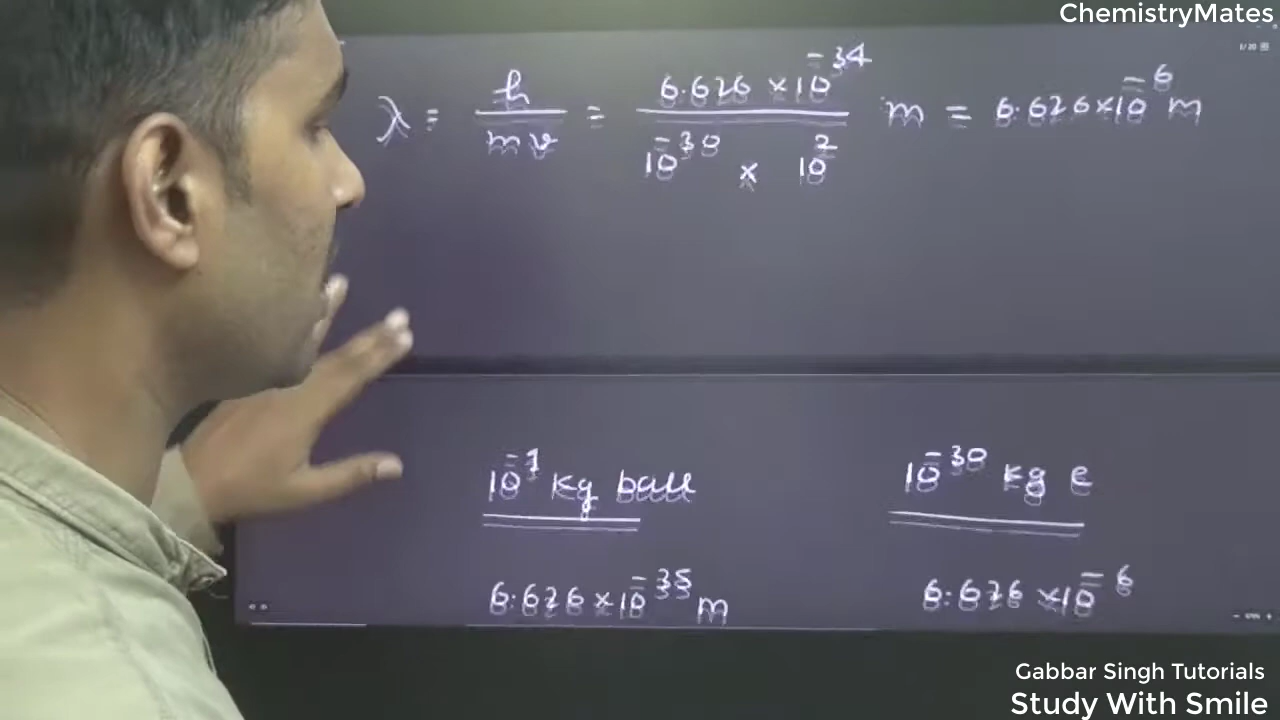 ChemistryMates
λ = h / mv = 6.626 × 10⁻³⁴ / 10⁻³⁰ × 10² m = 6.626 × 10⁻⁶ m
10⁻¹ kg ball
10⁻³⁰ kg e
6.626 × 10⁻³⁵ m
6.626 × 10⁻⁶
Gabbar Singh Tutorials
Study With Smile